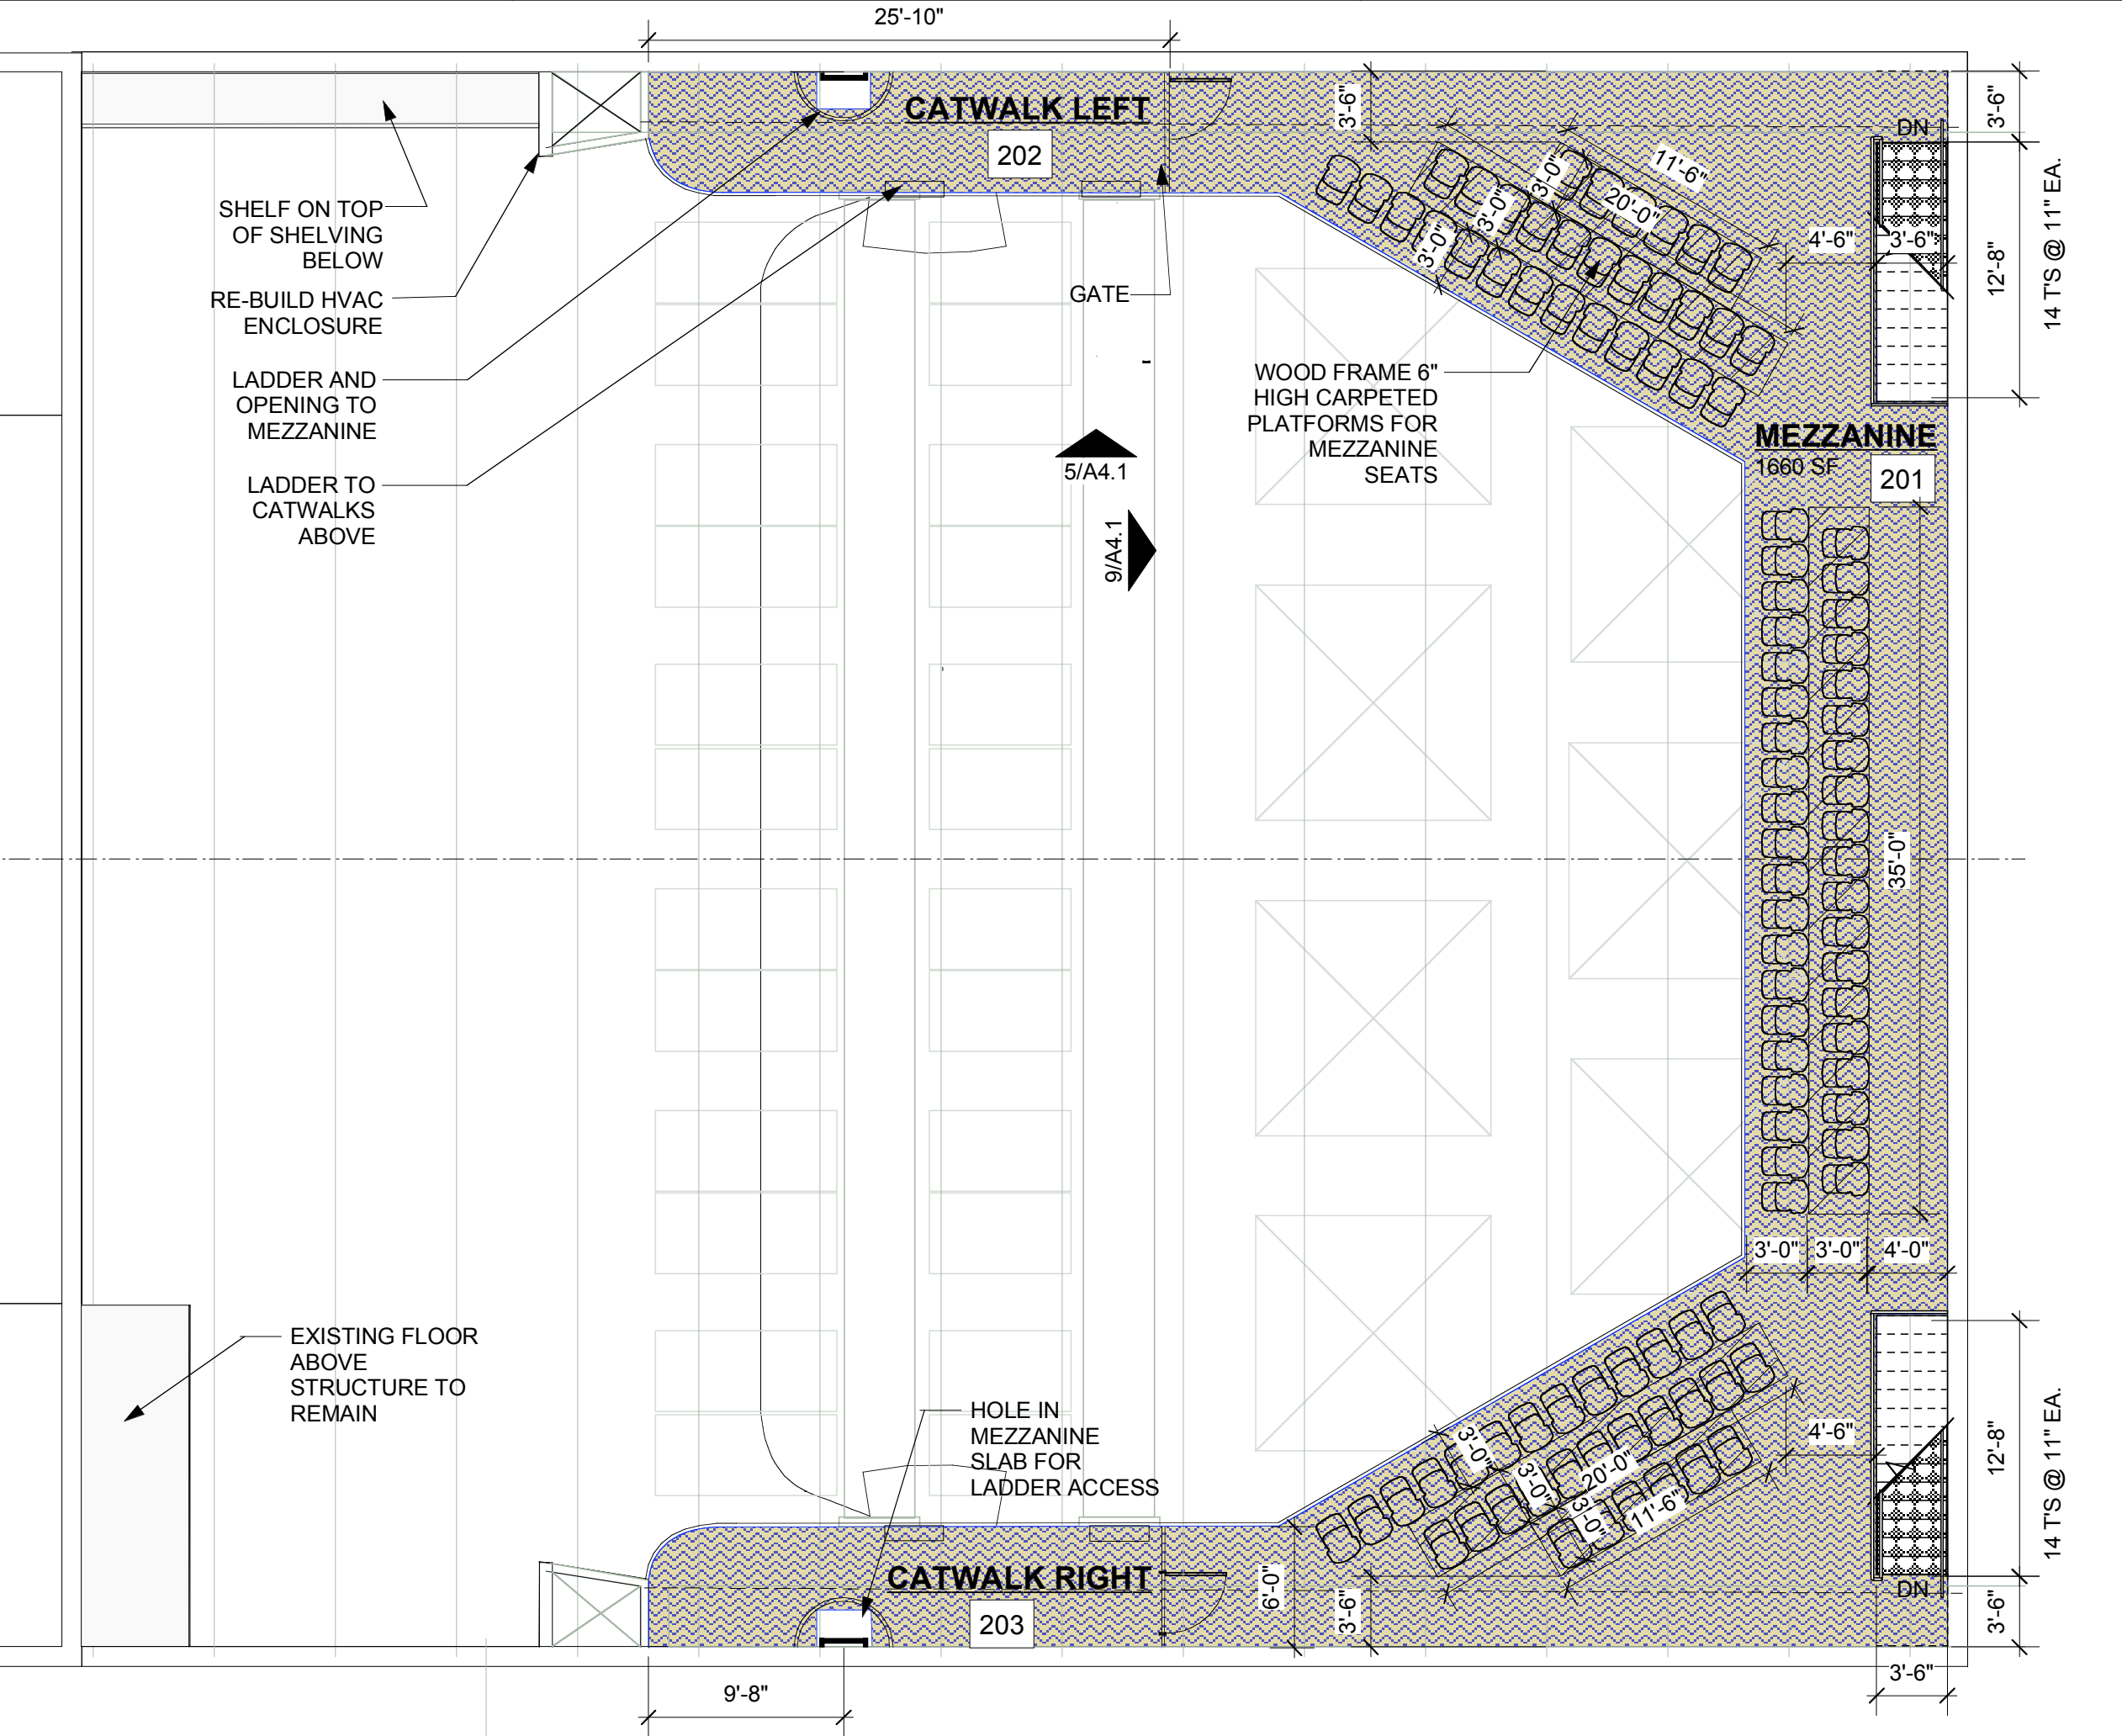 25'-10"
CATWALK LEFT
202
3'-6"
3'-6"
DN
14 T'S @ 11" EA.
12'-8"
11'-6"
20'-0"
3'-0"
3'-0"
3'-0"
4'-6"
3'-6"
SHELF ON TOP
OF SHELVING
BELOW
RE-BUILD HVAC
ENCLOSURE
LADDER AND
OPENING TO
MEZZANINE
LADDER TO
CATWALKS
ABOVE
GATE
WOOD FRAME 6"
HIGH CARPETED
PLATFORMS FOR
MEZZANINE
SEATS
5/A4.1
9/A4.1
MEZZANINE
1660 SF
201
35'-0"
3'-0"
3'-0"
4'-0"
EXISTING FLOOR
ABOVE
STRUCTURE TO
REMAIN
HOLE IN
MEZZANINE
SLAB FOR
LADDER ACCESS
3'-0"
3'-0"
20'-0"
3'-0"
11'-6"
4'-6"
12'-8"
14 T'S @ 11" EA.
CATWALK RIGHT
203
6'-0"
3'-6"
DN
3'-6"
3'-6"
9'-8"